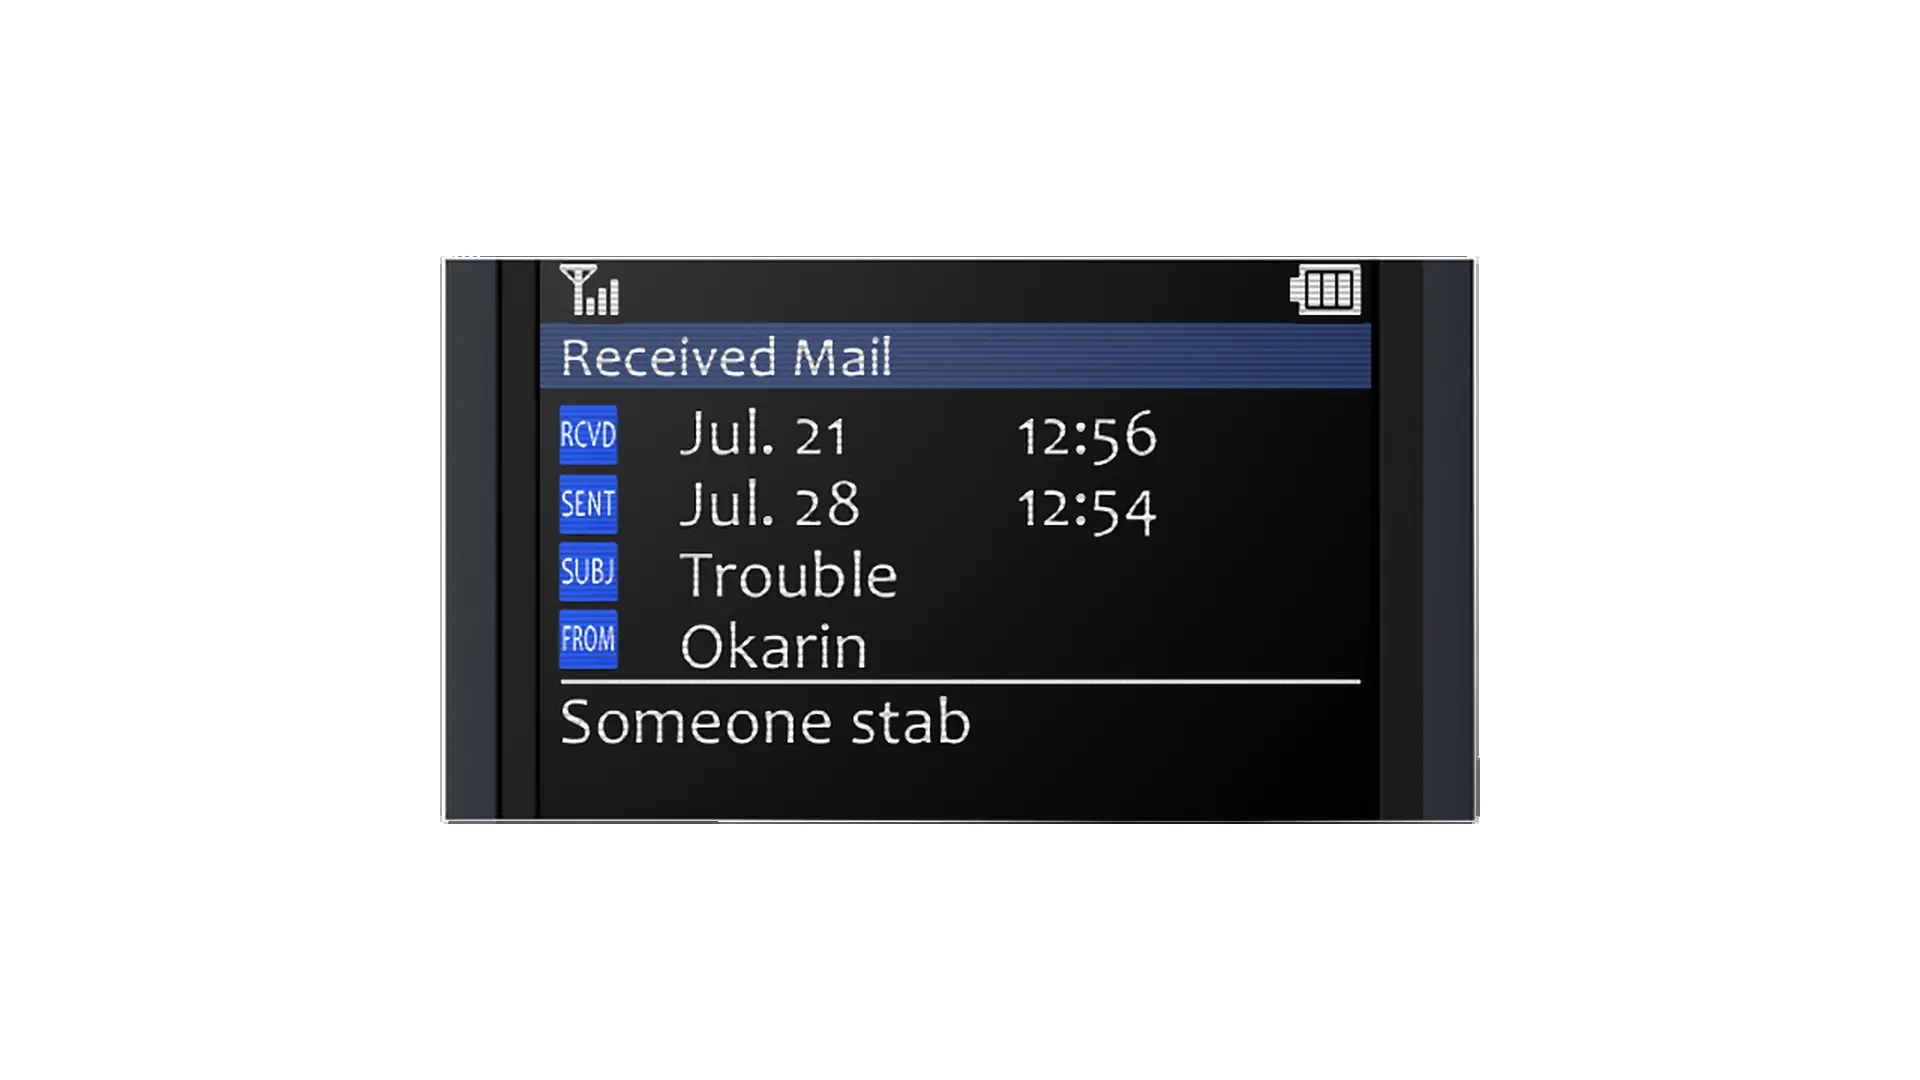 Received Mail
RCVD Jul. 21 12:56
SENT Jul. 28 12:54
SUBJ Trouble
FROM Okarin
Someone stab